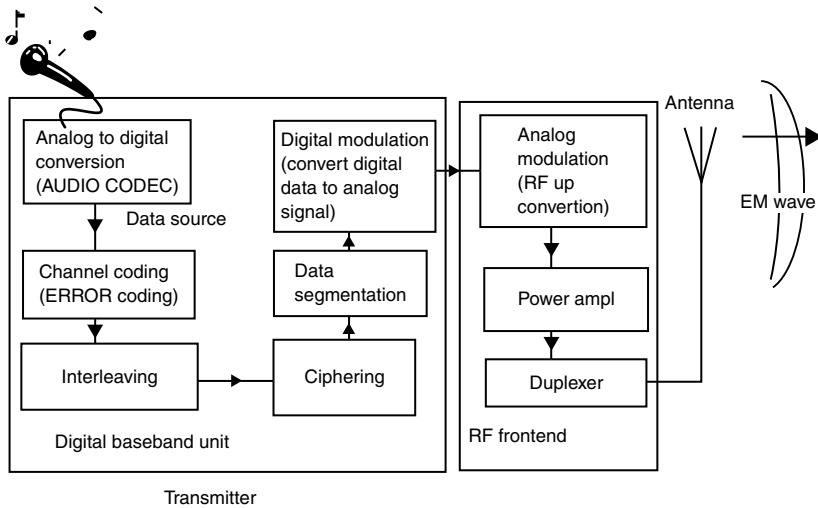 Analog to digital
conversion
(AUDIO CODEC)
Data source
Channel coding
(ERROR coding)
Interleaving
Ciphering
Data
segmentation
Digital modulation
(convert digital
data to analog
signal)
Digital baseband unit
Transmitter
Analog
modulation
(RF up
convertion)
Power ampl
Duplexer
RF frontend
Antenna
EM wave